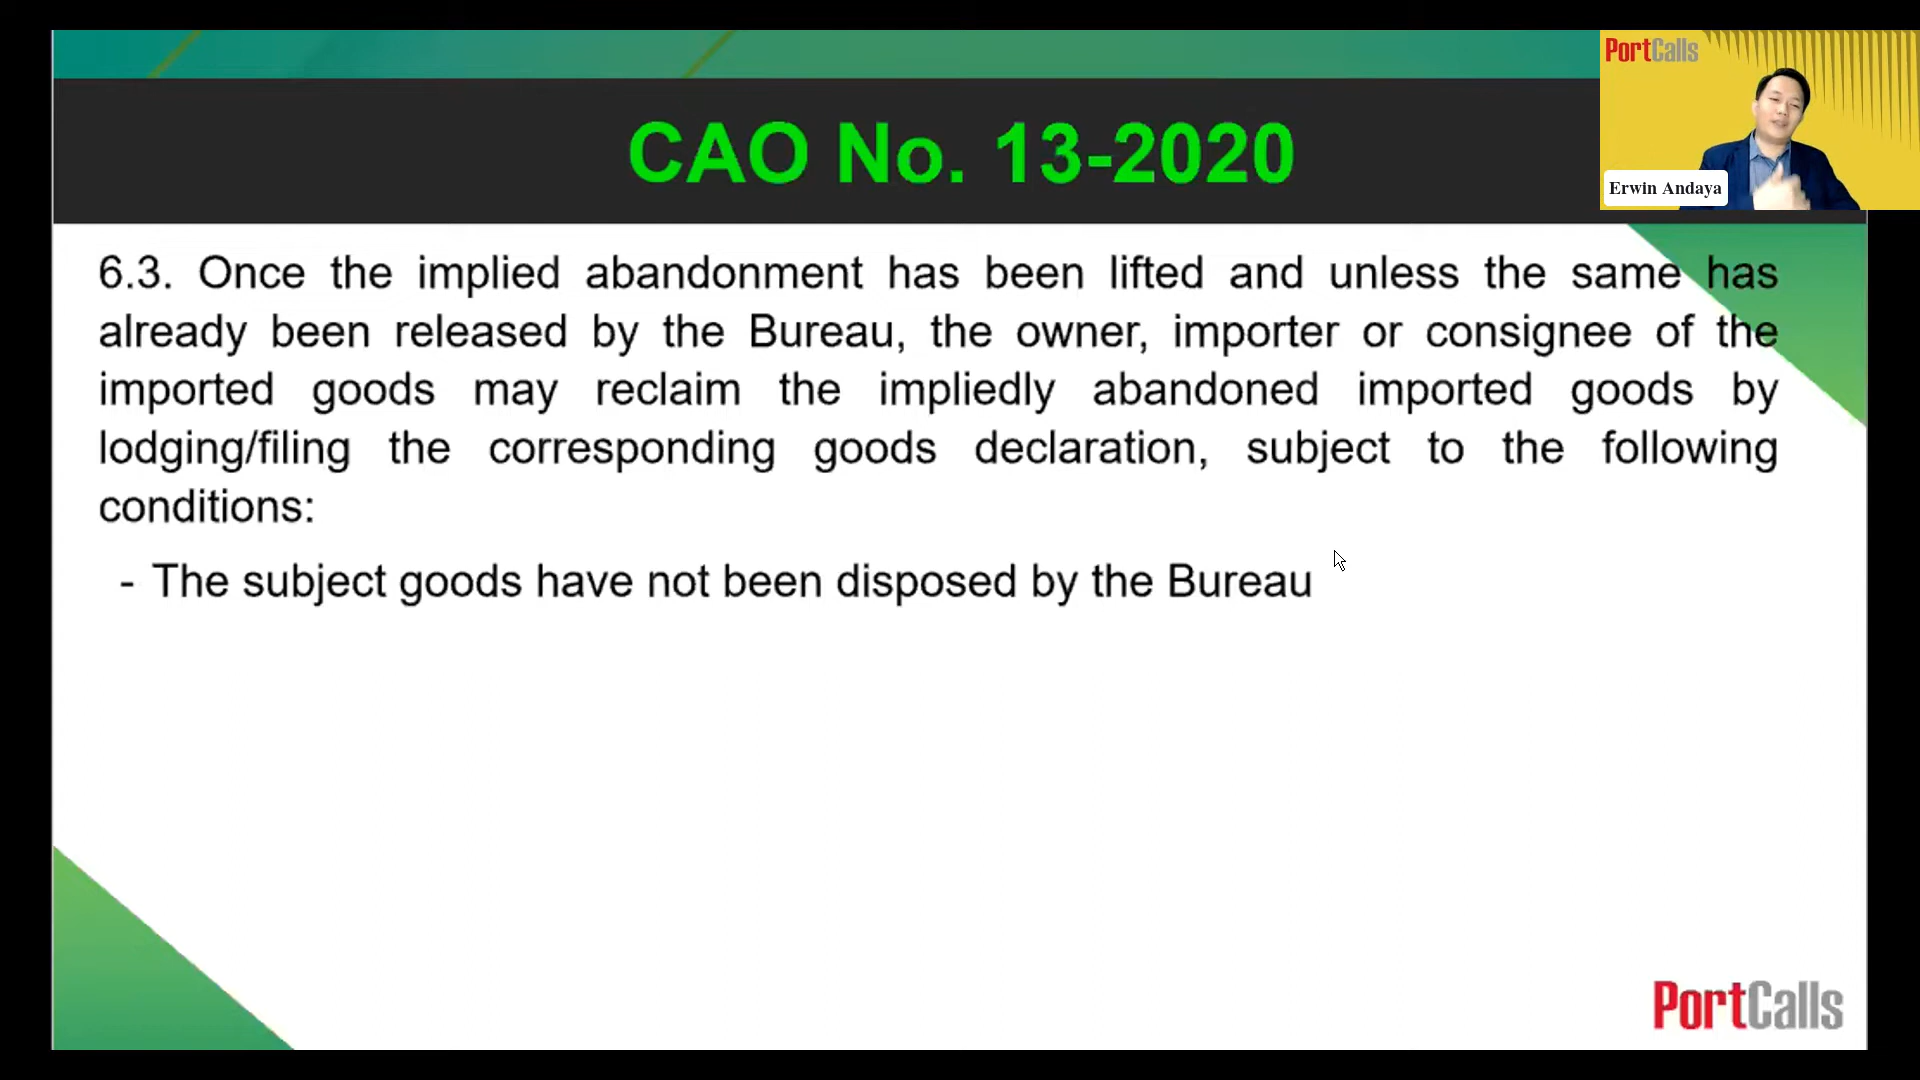 PortCalls
CAO No. 13-2020
Erwin Andaya
6.3. Once the implied abandonment has been lifted and unless the same has
already been released by the Bureau, the owner, importer or consignee of the
imported goods may reclaim the impliedly abandoned imported goods by
lodging/filing the corresponding goods declaration, subject to the following
conditions:
- The subject goods have not been disposed by the Bureau
PortCalls